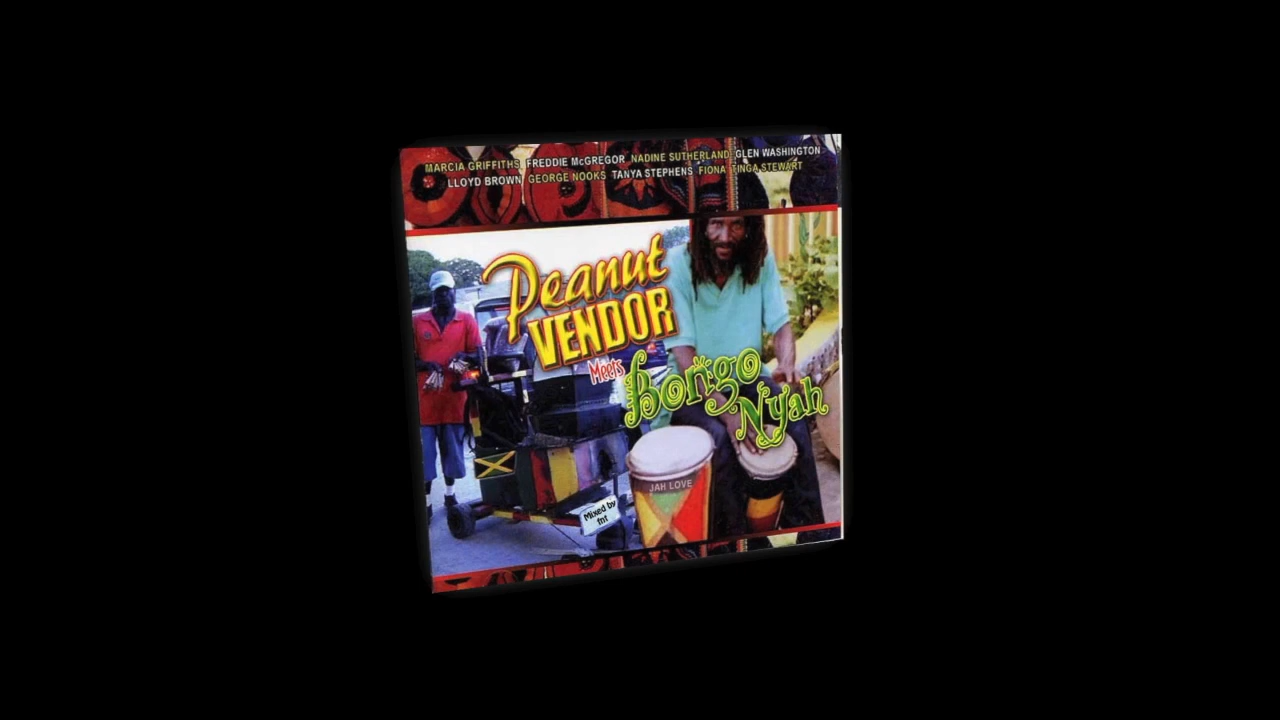 MARCIA GRIFFITHS FREDDIE McGREGOR NADINE SUTHERLAND GLEN WASHINGTON
LLOYD BROWN GEORGE NOOKS TANYA STEPHENS FIONA TINGA STEWART
Peanut
VENDOR
Meets
Bongo
Nyah
JAH LOVE
Mixed by
fnf